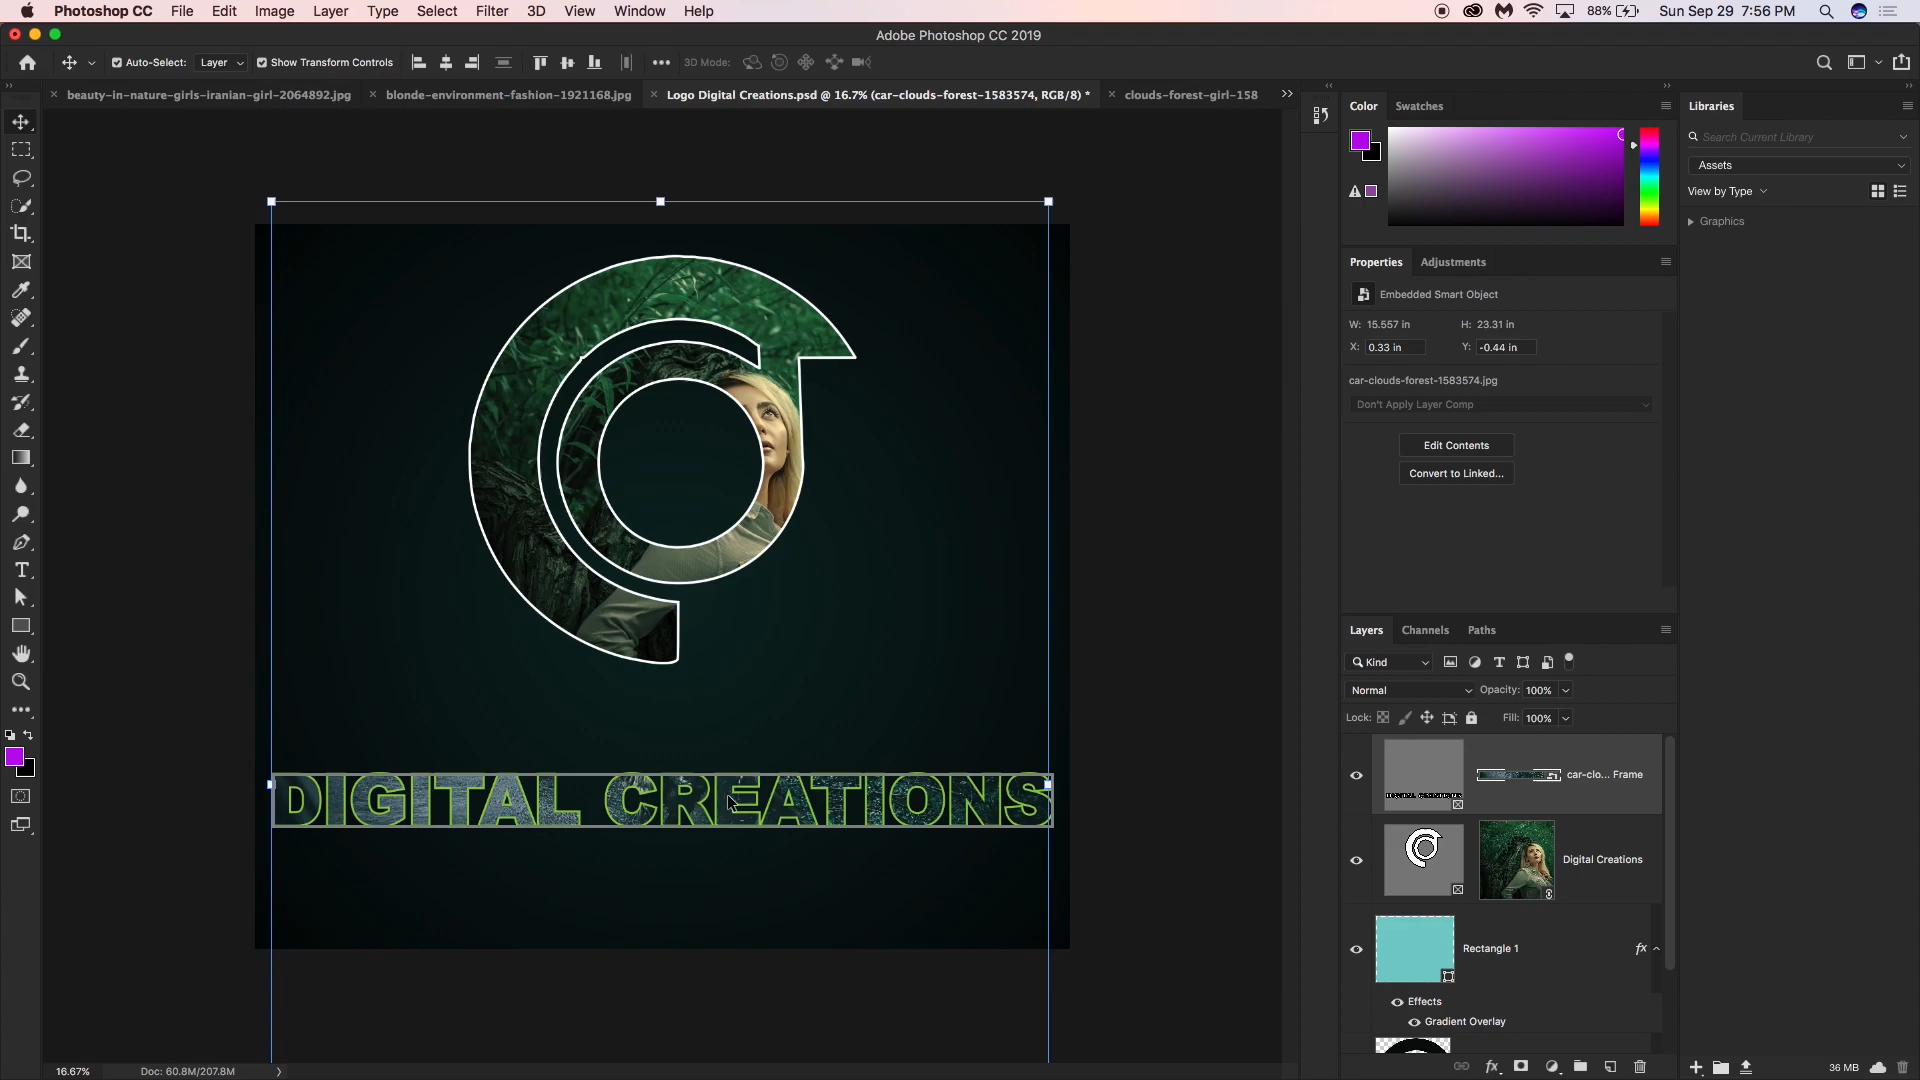 Photoshop CC File Edit Image Layer Type Select Filter 3D View Window Help 88% Sun Sep 29 7:56 PM
Adobe Photoshop CC 2019
Auto-Select: Layer Show Transform Controls 3D Mode:
beauty-in-nature-girls-iranian-girl-2064892.jpg blonde-environment-fashion-1921168.jpg Logo Digital Creations.psd @ 16.7% (car-clouds-forest-1583574, RGB/8) * clouds-forest-girl-158
Color Swatches
Libraries
Search Current Library
Assets
View by Type
Graphics
Properties Adjustments
Embedded Smart Object
W: 15.557 in H: 23.31 in
X: 0.33 in Y: -0.44 in
car-clouds-forest-1583574.jpg
Don't Apply Layer Comp
Edit Contents
Convert to Linked...
DIGITAL CREATIONS
Layers Channels Paths
Kind
Normal Opacity: 100%
Lock: Fill: 100%
DIGITAL CREATIONS car-clo... Frame
Digital Creations
Rectangle 1 fx
Effects
Gradient Overlay
fx
16.67% Doc: 60.8M/207.8M
36 MB